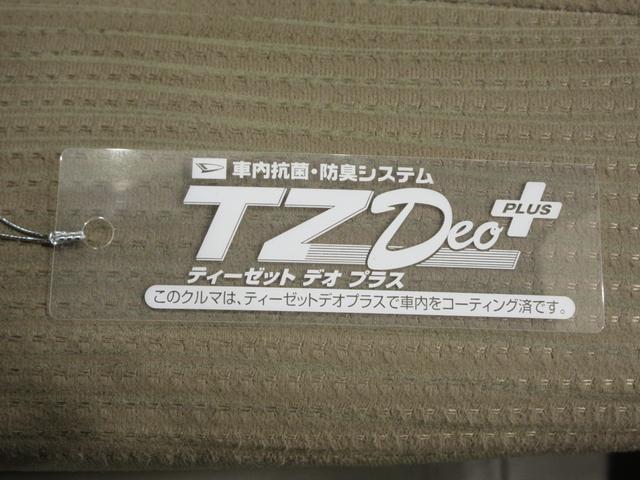 車内抗菌・防臭システム
TZ Deo PLUS
ティーゼット デオ プラス
このクルマは、ティーゼットデオプラスで車内をコーティング済です。